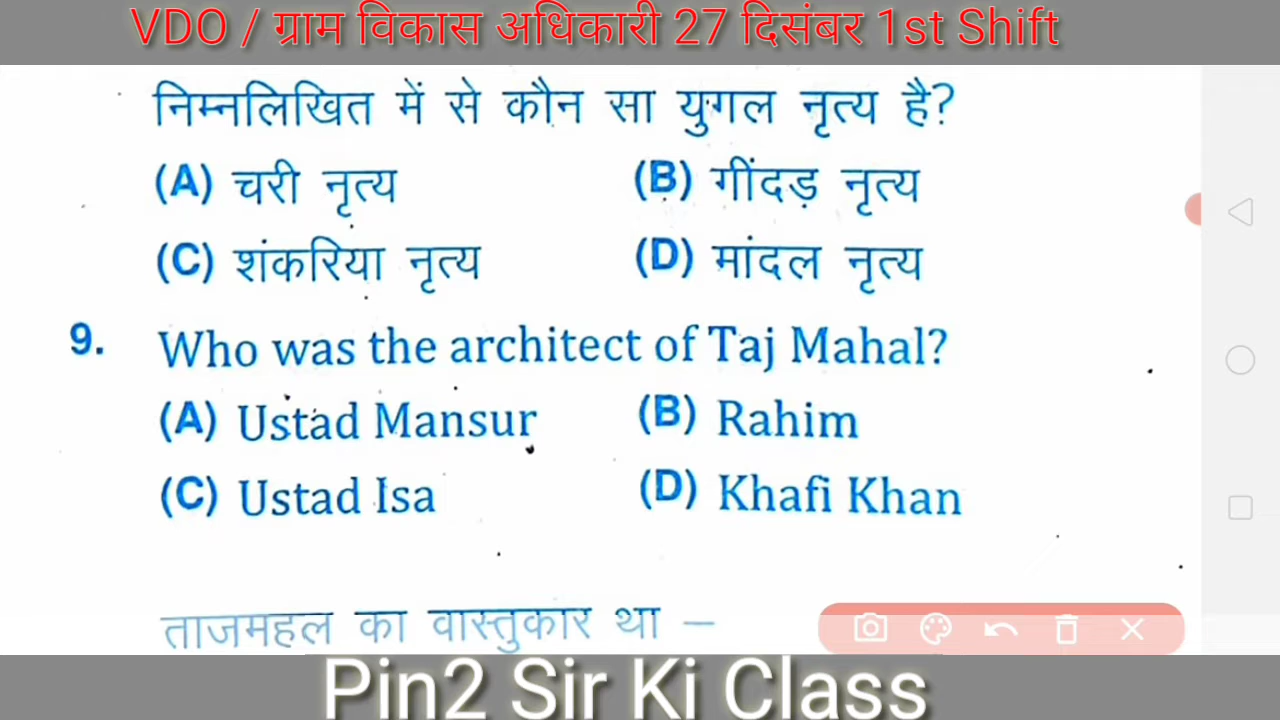 VDO / ग्राम विकास अधिकारी 27 दिसंबर 1st Shift
निम्नलिखित में से कौन सा युगल नृत्य है?
(A) चरी नृत्य (B) गींदड़ नृत्य
(C) शंकरिया नृत्य (D) मांदल नृत्य
9. Who was the architect of Taj Mahal?
(A) Ustad Mansur (B) Rahim
(C) Ustad Isa (D) Khafi Khan
ताजमहल का वास्तुकार था –
Pin2 Sir Ki Class